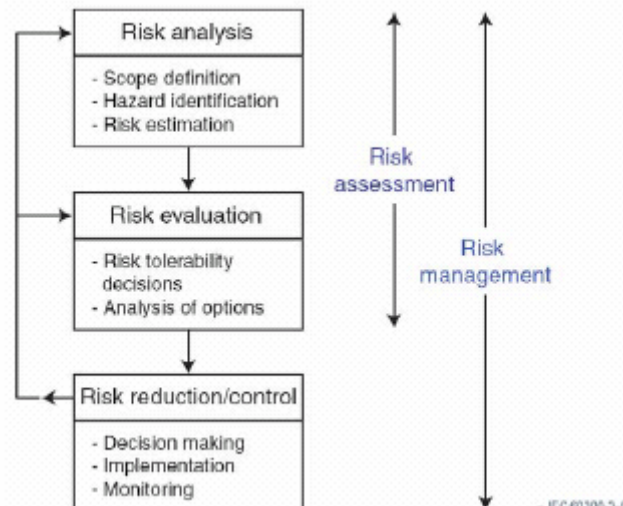 Risk analysis
- Scope definition
- Hazard identification
- Risk estimation
Risk evaluation
- Risk tolerability
decisions
- Analysis of options
Risk reduction/control
- Decision making
- Implementation
- Monitoring
Risk
assessment
Risk
management